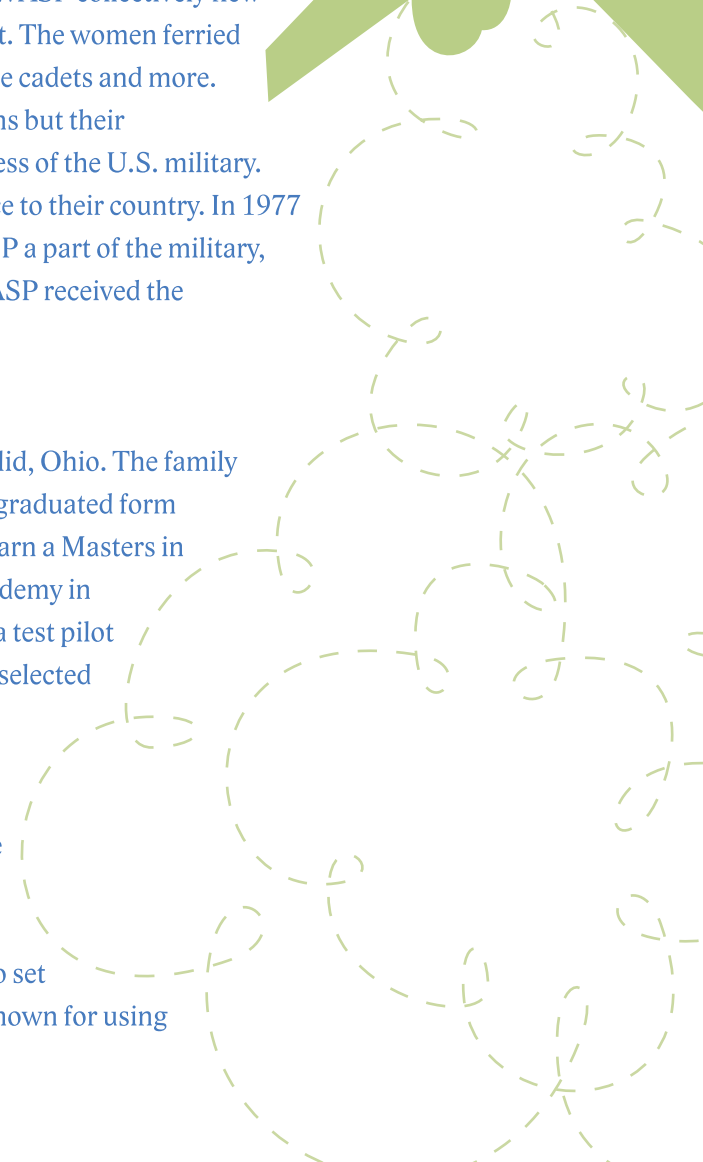 collectively flew
The women ferried
cadets and more.
but their
of the U.S. military.
to their country. In 1977
P a part of the military,
ASP received the
lid, Ohio. The family
graduated form
arn a Masters in
demy in
a test pilot
selected
e
o set
nown for using